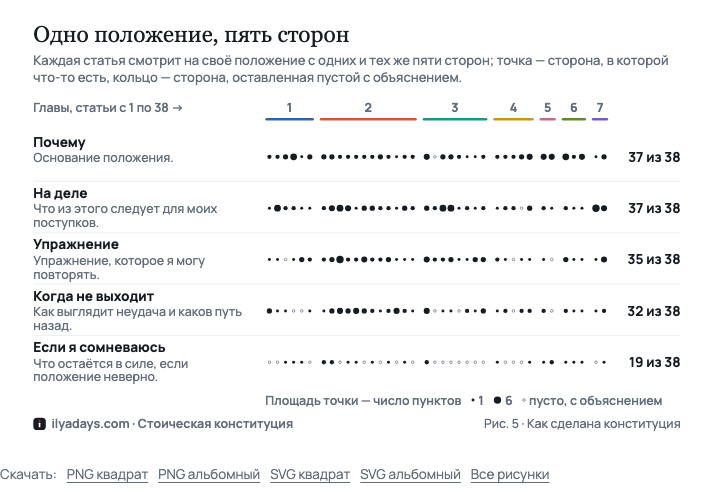 Одно положение, пять сторон
Каждая статья смотрит на своё положение с одних и тех же пяти сторон; точка — сторона, в которой
что-то есть, кольцо — сторона, оставленная пустой с объяснением.
Главы, статьи с 1 по 38 → 1 2 3 4 5 6 7
Почему
Основание положения.
37 из 38
На деле
Что из этого следует для моих
поступков.
37 из 38
Упражнение
Упражнение, которое я могу
повторять.
35 из 38
Когда не выходит
Как выглядит неудача и каков путь
назад.
32 из 38
Если я сомневаюсь
Что остаётся в силе, если
положение неверно.
19 из 38
Площадь точки — число пунктов 1 6 пусто, с объяснением
ilyadays.com · Стоическая конституция
Рис. 5 · Как сделана конституция
Скачать: PNG квадрат PNG альбомный SVG квадрат SVG альбомный Все рисунки